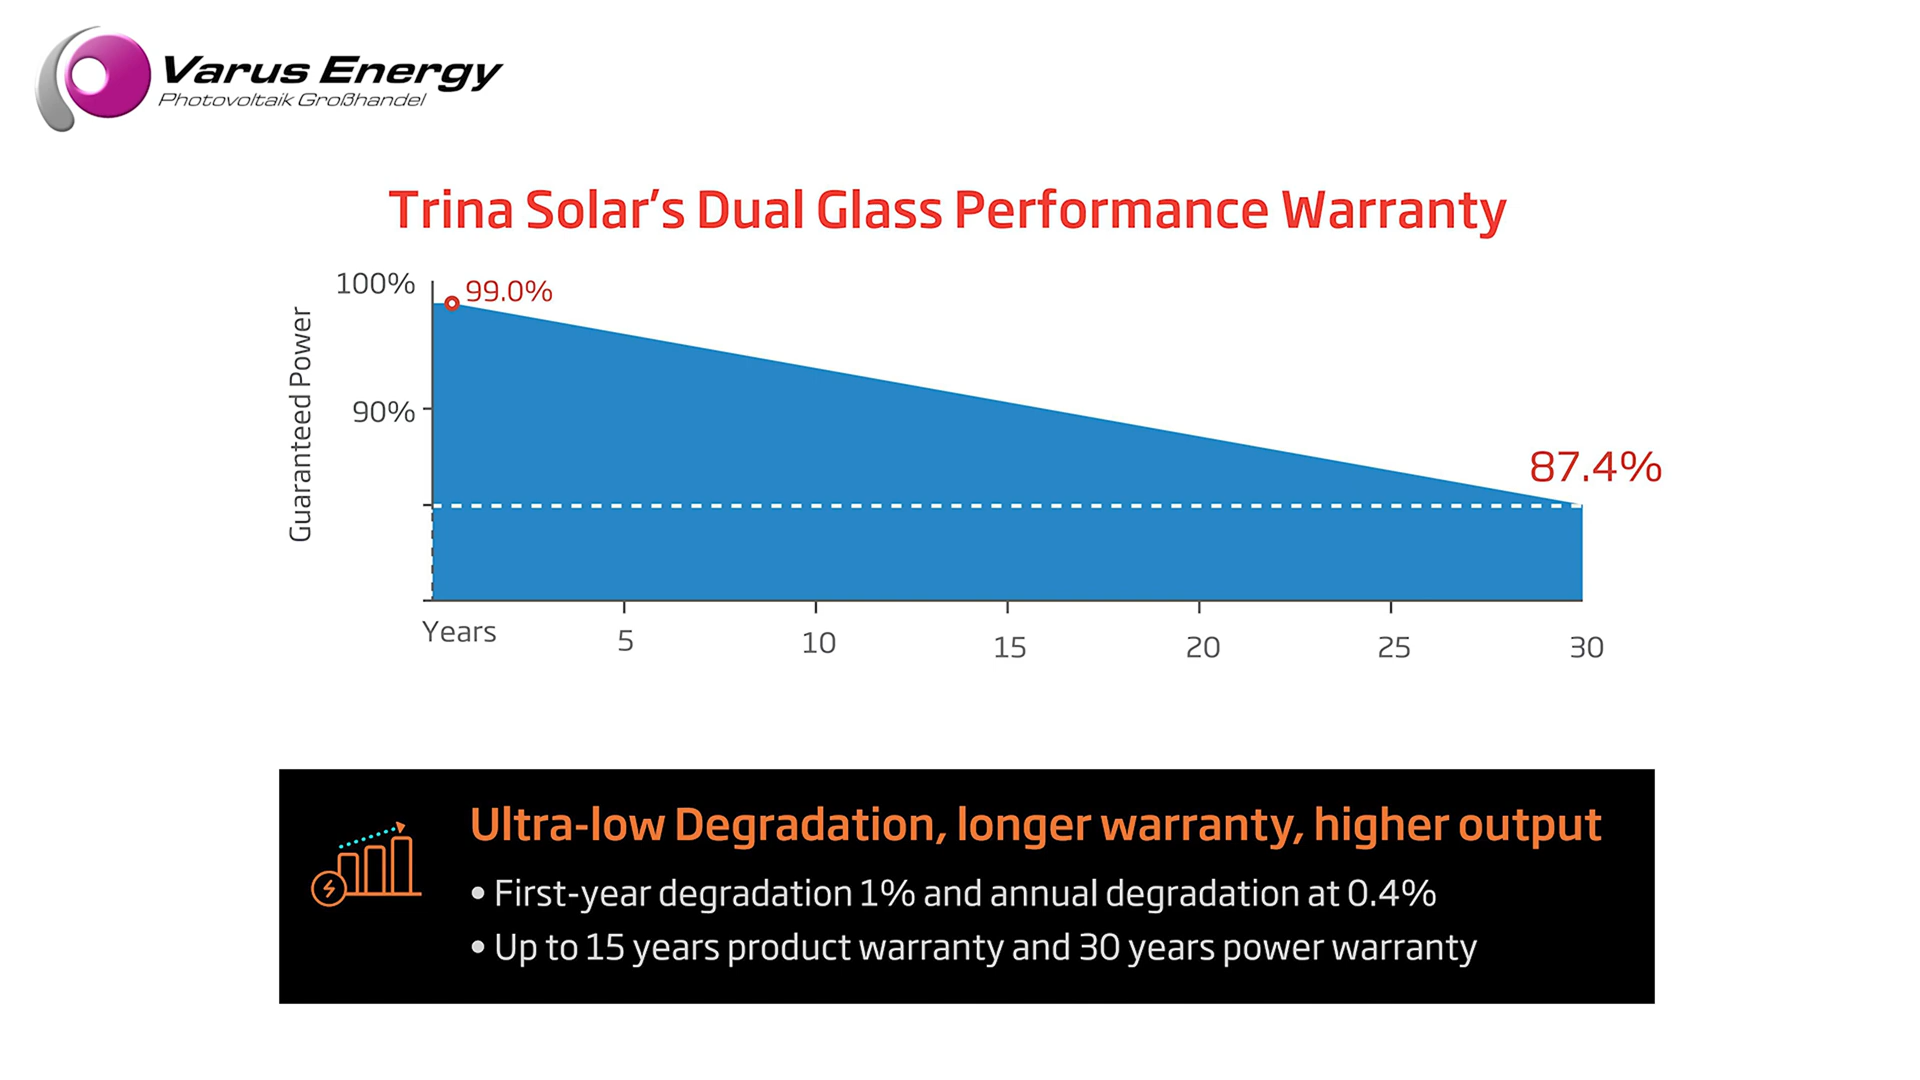 Varus Energy
Photovoltaik Großhandel
Trina Solar’s Dual Glass Performance Warranty
100%
99.0%
90%
Guaranteed Power
87.4%
Years
5
10
15
20
25
30
Ultra-low Degradation, longer warranty, higher output
• First-year degradation 1% and annual degradation at 0.4%
• Up to 15 years product warranty and 30 years power warranty